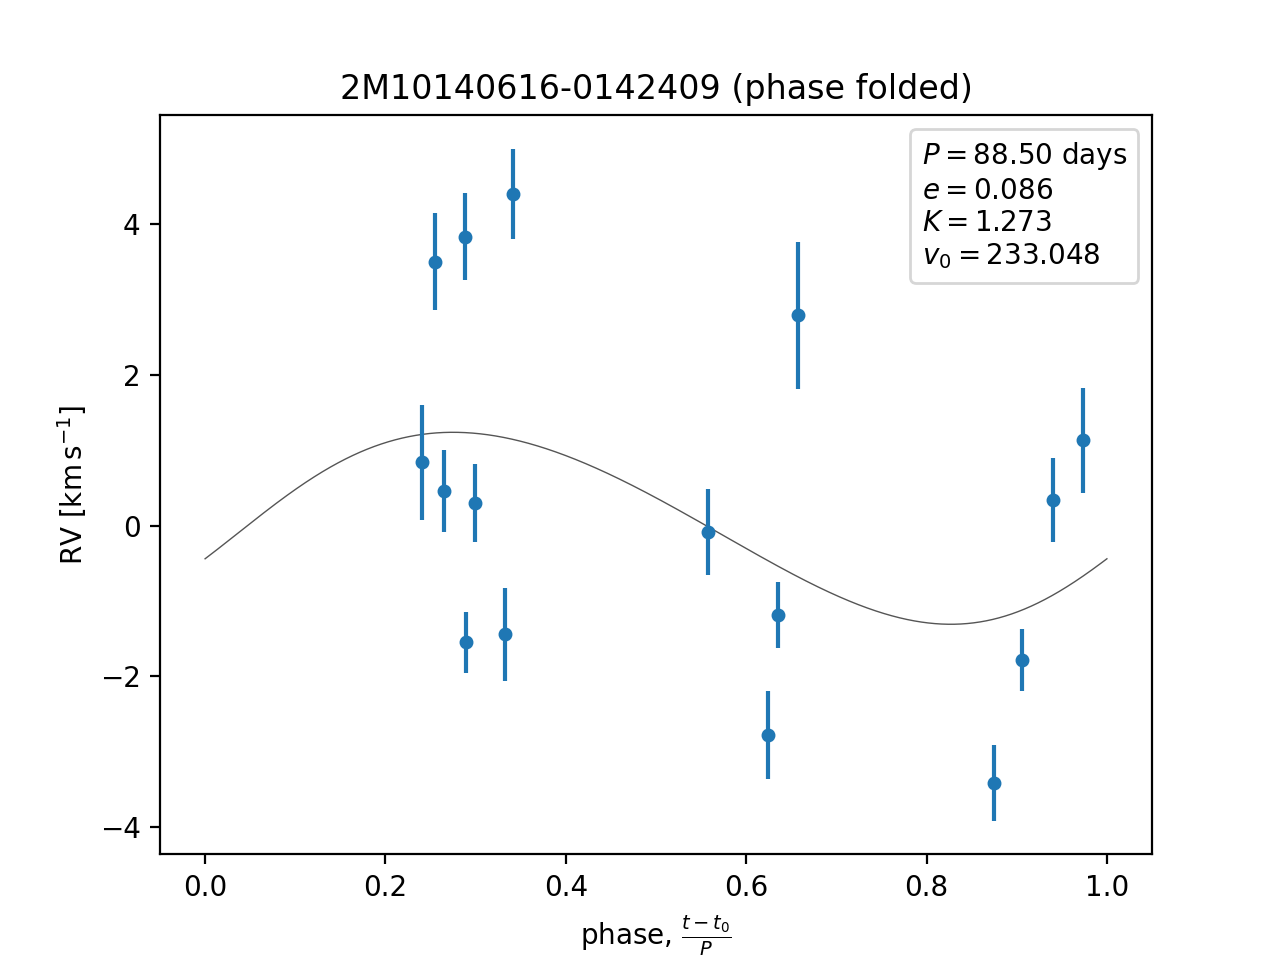 2M10140616-0142409 (phase folded)
P = 88.50 days
e = 0.086
K = 1.273
v₀ = 233.048
4
2
0
−2
−4
RV [km s⁻¹]
0.0 0.2 0.4 0.6 0.8 1.0
phase, (t − t₀)/P